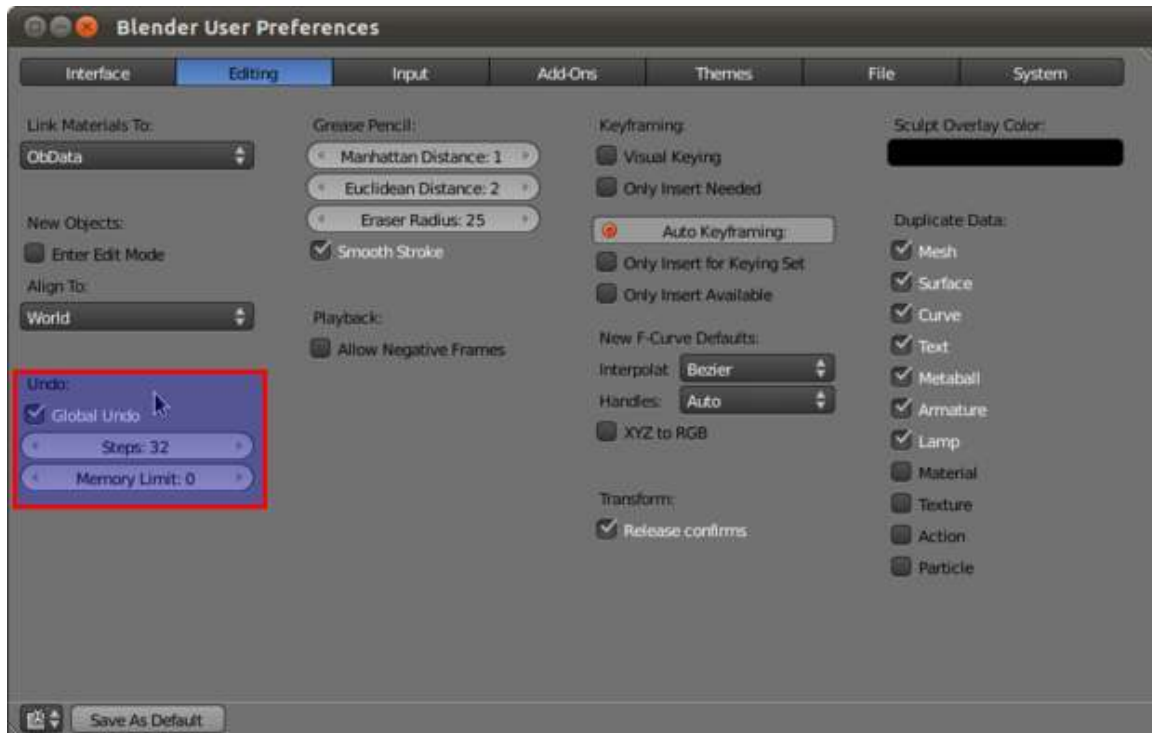 Blender User Preferences
Interface
Editing
Input
Add-Ons
Themes
File
System
Link Materials To:
ObData
New Objects:
Enter Edit Mode
Align To:
World
Undo:
Global Undo
Steps: 32
Memory Limit: 0
Grease Pencil:
Manhattan Distance: 1
Euclidean Distance: 2
Eraser Radius: 25
Smooth Stroke
Playback:
Allow Negative Frames
Keyframing:
Visual Keying
Only Insert Needed
Auto Keyframing:
Only Insert for Keying Set
Only Insert Available
New F-Curve Defaults:
Interpolat Bezier
Handles: Auto
XYZ to RGB
Transform:
Release confirms
Sculpt Overlay Color:
Duplicate Data:
Mesh
Surface
Curve
Text
Metaball
Armature
Lamp
Material
Texture
Action
Particle
Save As Default